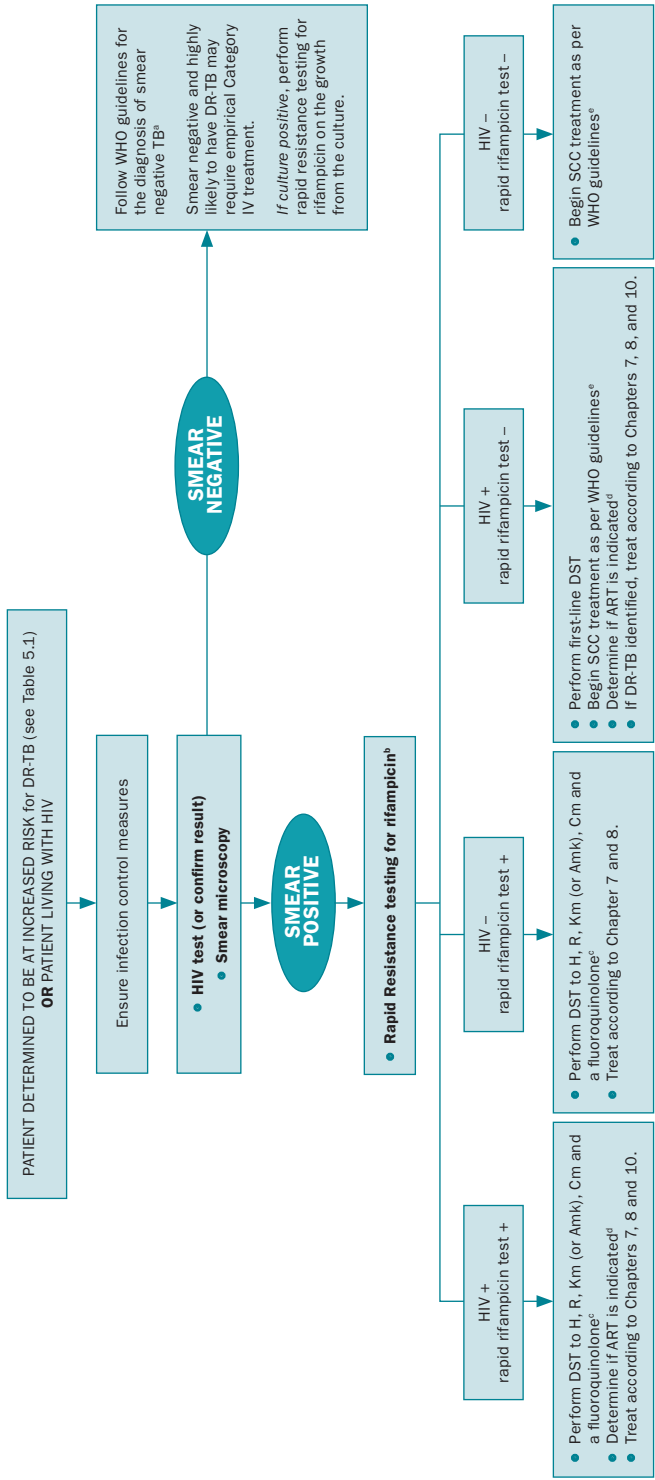 PATIENT DETERMINED TO BE AT INCREASED RISK for DR-TB (see Table 5.1)
OR PATIENT LIVING WITH HIV
Ensure infection control measures
• HIV test (or confirm result)
• Smear microscopy
SMEAR
NEGATIVE
Follow WHO guidelines for
the diagnosis of smear
negative TBᵃ
Smear negative and highly
likely to have DR-TB may
require empirical Category
IV treatment.
If culture positive, perform
rapid resistance testing for
rifampicin on the growth
from the culture.
SMEAR
POSITIVE
• Rapid Resistance testing for rifampicinᵇ
HIV +
rapid rifampicin test +
HIV –
rapid rifampicin test +
HIV +
rapid rifampicin test –
HIV –
rapid rifampicin test –
• Perform DST to H, R, Km (or Amk), Cm and
a fluoroquinoloneᶜ
• Determine if ART is indicatedᵈ
• Treat according to Chapters 7, 8 and 10.
• Perform DST to H, R, Km (or Amk), Cm and
a fluoroquinoloneᶜ
• Treat according to Chapter 7 and 8.
• Perform first-line DST
• Begin SCC treatment as per WHO guidelinesᵉ
• Determine if ART is indicatedᵈ
• If DR-TB identified, treat according to Chapters 7, 8, and 10.
• Begin SCC treatment as per
WHO guidelinesᵉ